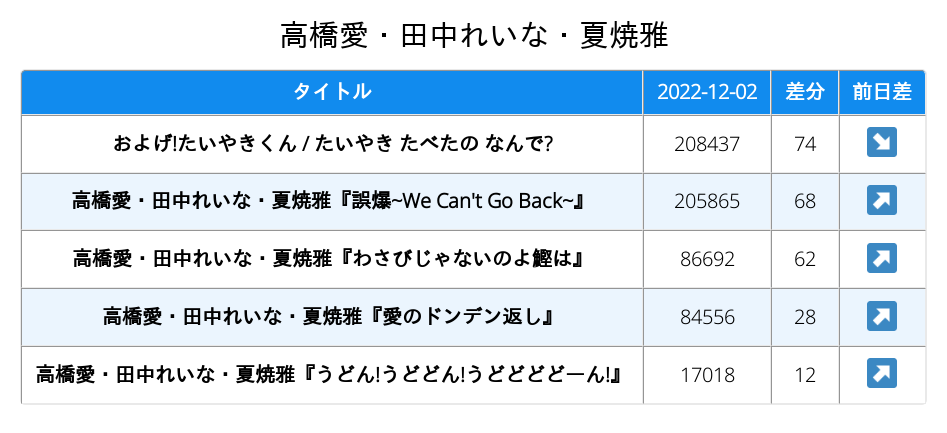 高橋愛・田中れいな・夏焼雅
タイトル 2022-12-02 差分 前日差
およげ!たいやきくん / たいやき たべたの なんで? 208437 74
高橋愛・田中れいな・夏焼雅『誤爆~We Can't Go Back~』 205865 68
高橋愛・田中れいな・夏焼雅『わさびじゃないのよ鰹は』 86692 62
高橋愛・田中れいな・夏焼雅『愛のドンデン返し』 84556 28
高橋愛・田中れいな・夏焼雅『うどん!うどどん!うどどどどーん!』 17018 12